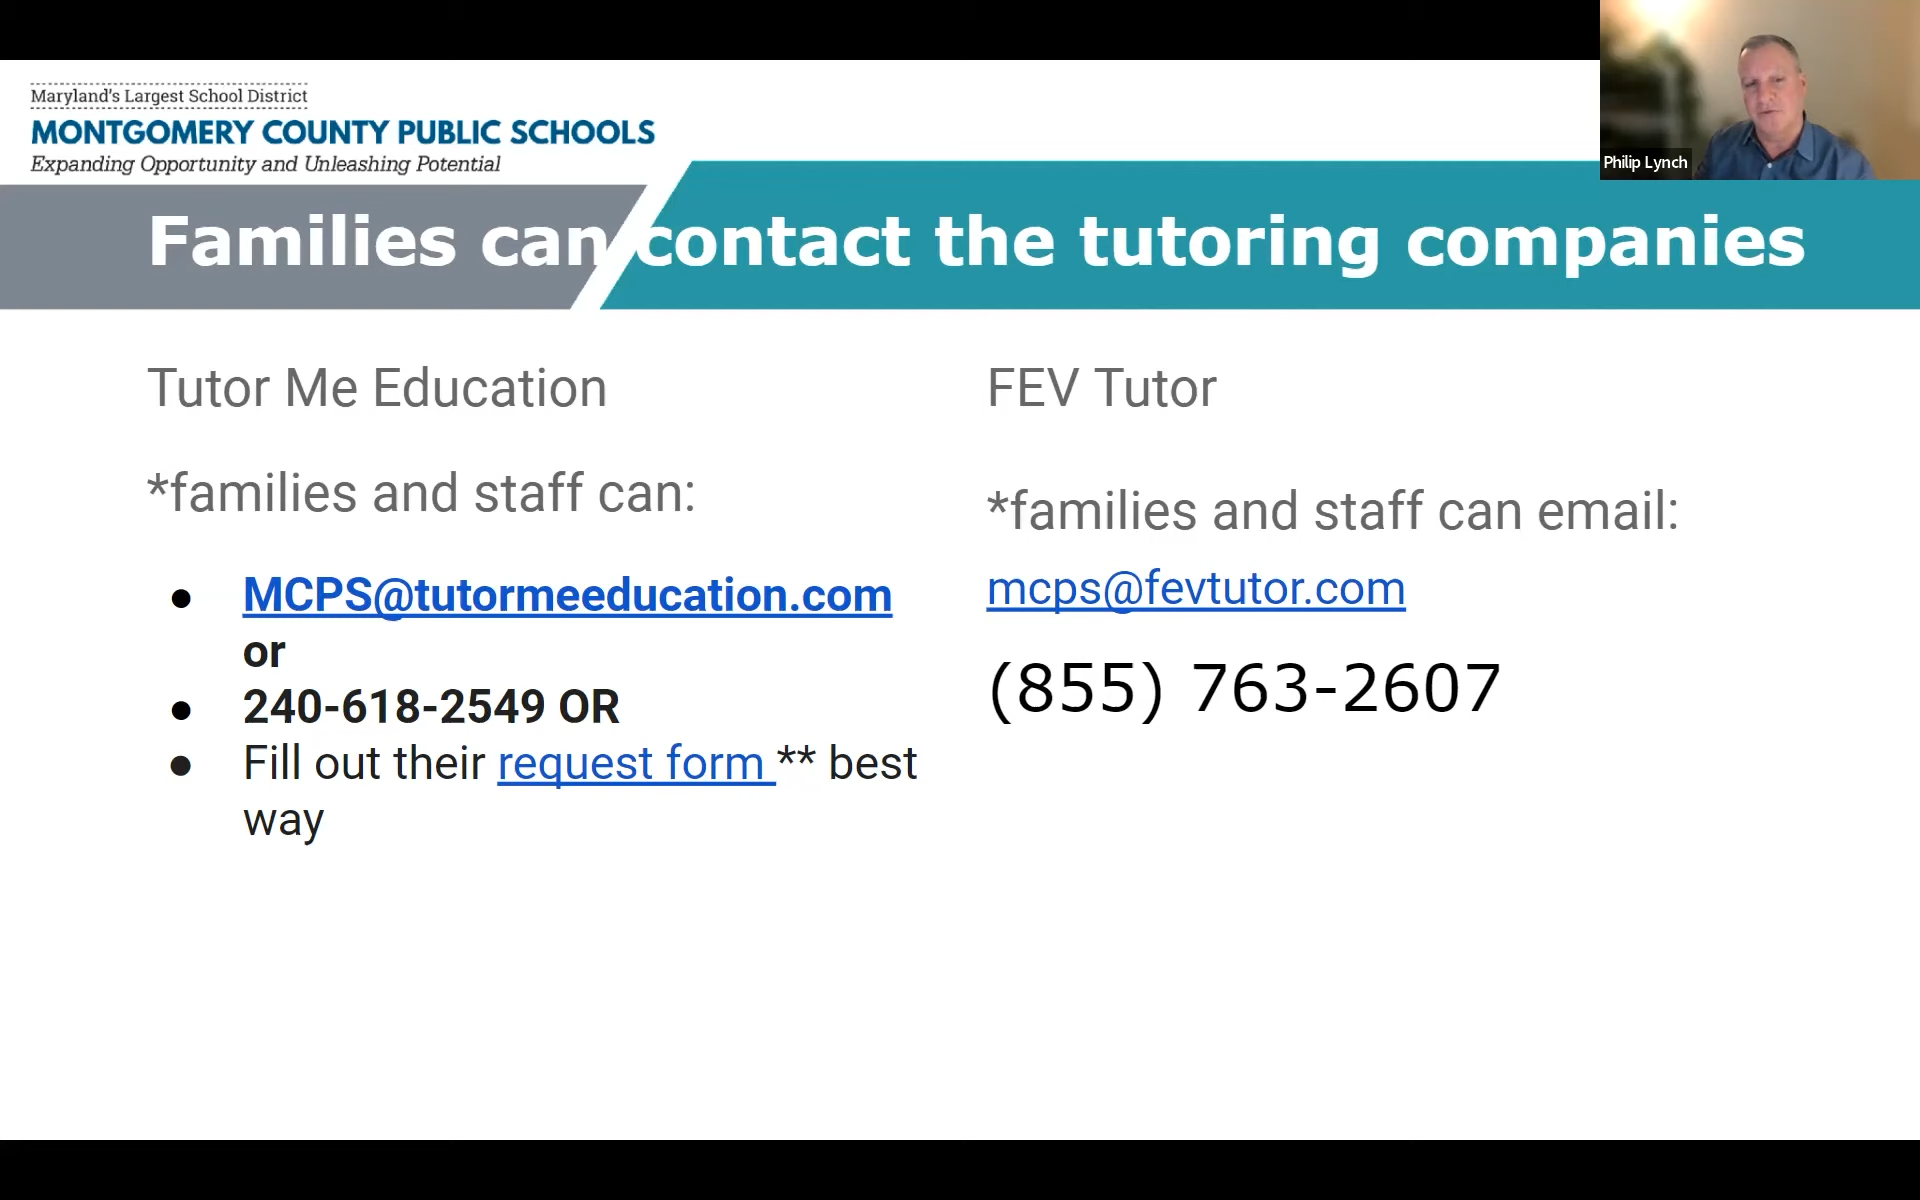 Maryland's Largest School District
MONTGOMERY COUNTY PUBLIC SCHOOLS
Expanding Opportunity and Unleashing Potential
Philip Lynch
Families can contact the tutoring companies
Tutor Me Education
*families and staff can:
● MCPS@tutormeeducation.com
or
● 240-618-2549 OR
● Fill out their request form ** best
way
FEV Tutor
*families and staff can email:
mcps@fevtutor.com
(855) 763-2607